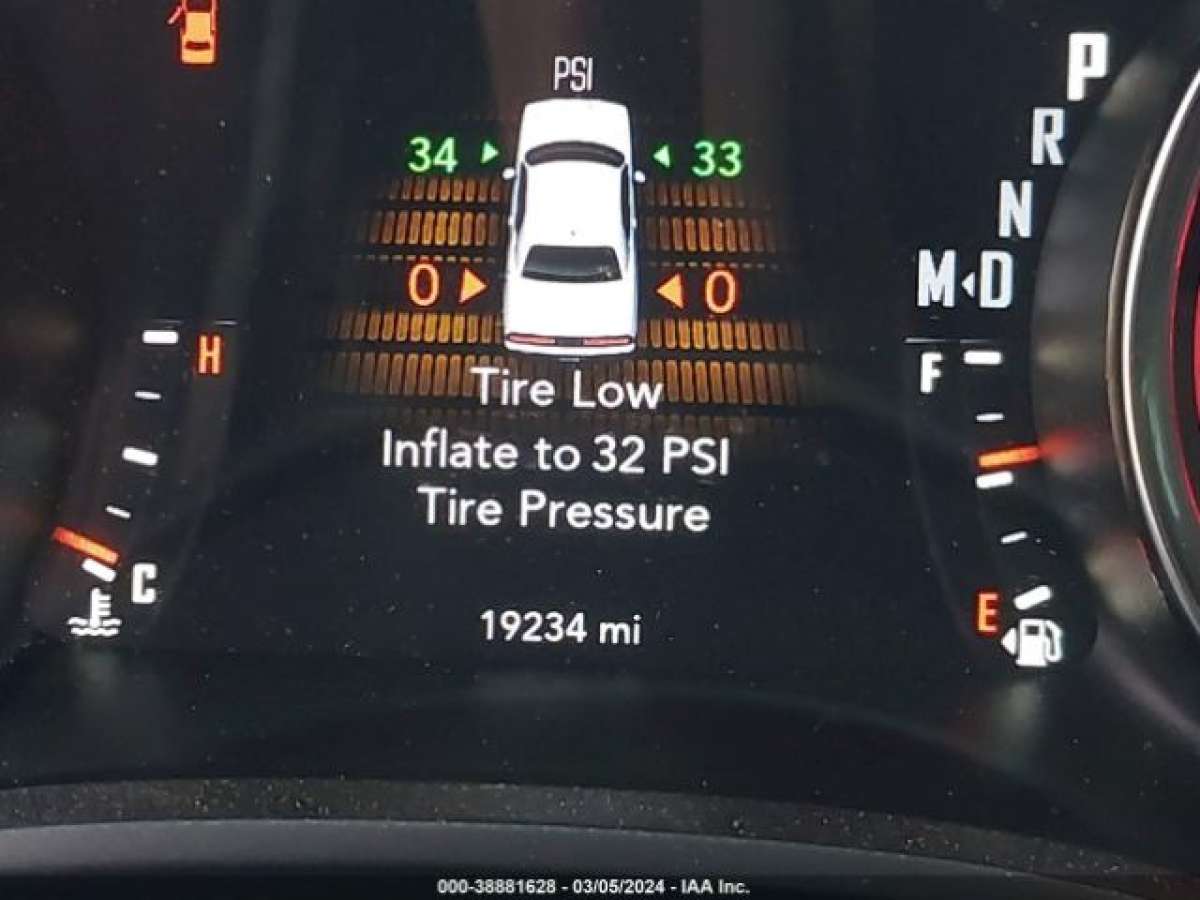 PSI
34 33
0 0
Tire Low
Inflate to 32 PSI
Tire Pressure
19234 mi
H
C
P
R
N
M D
F
E
000-38881628 - 03/05/2024 - IAA Inc.